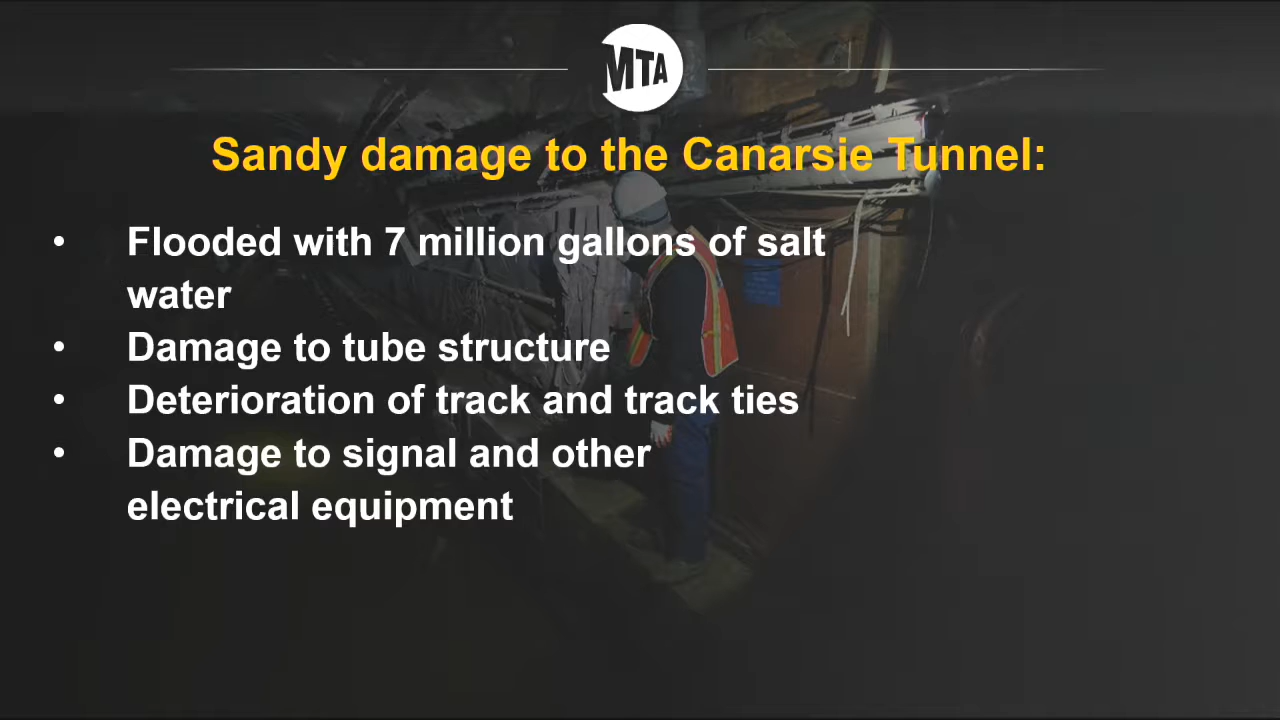 MTA
Sandy damage to the Canarsie Tunnel:
• Flooded with 7 million gallons of salt
water
• Damage to tube structure
• Deterioration of track and track ties
• Damage to signal and other
electrical equipment